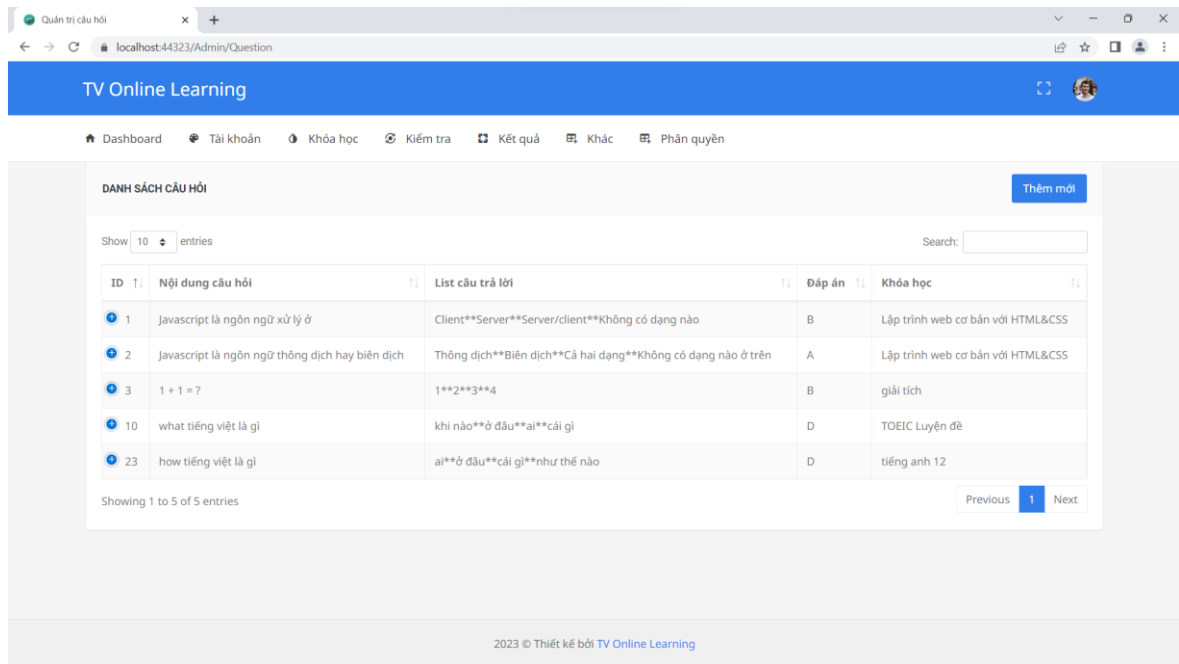 Quản trị câu hỏi
localhost:44323/Admin/Question
TV Online Learning
Dashboard Tài khoản Khóa học Kiểm tra Kết quả Khác Phân quyền
DANH SÁCH CÂU HỎI Thêm mới
Show 10 entries Search:
ID Nội dung câu hỏi List câu trả lời Đáp án Khóa học
1 Javascript là ngôn ngữ xử lý ở Client**Server**Server/client**Không có dạng nào B Lập trình web cơ bản với HTML&CSS
2 Javascript là ngôn ngữ thông dịch hay biên dịch Thông dịch**Biên dịch**Cả hai dạng**Không có dạng nào ở trên A Lập trình web cơ bản với HTML&CSS
3 1 + 1 = ? 1**2**3**4 B giải tích
10 what tiếng việt là gì khi nào**ở đâu**ai**cái gì D TOEIC Luyện đề
23 how tiếng việt là gì ai**ở đâu**cái gì**như thế nào D tiếng anh 12
Showing 1 to 5 of 5 entries Previous 1 Next
2023 © Thiết kế bởi TV Online Learning